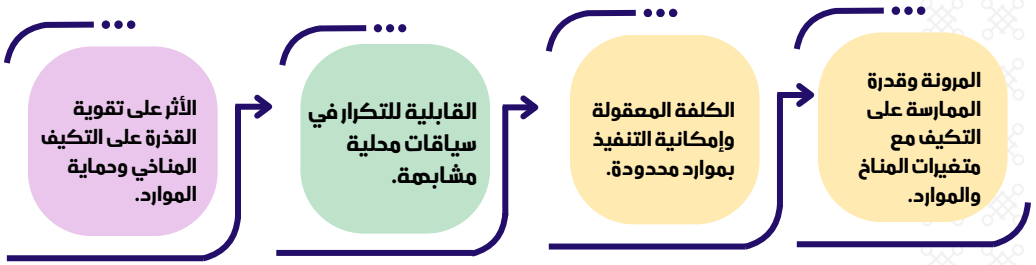 المرونة وقدرة
الممارسة على
التكيف مع
متغيرات المناخ
والموارد.
الكلفة المعقولة
وإمكانية التنفيذ
بموارد محدودة.
القابلية للتكرار في
سياقات محلية
مشابهة.
الأثر على تقوية
القذرة على التكيف
المناخي وحماية
الموارد.